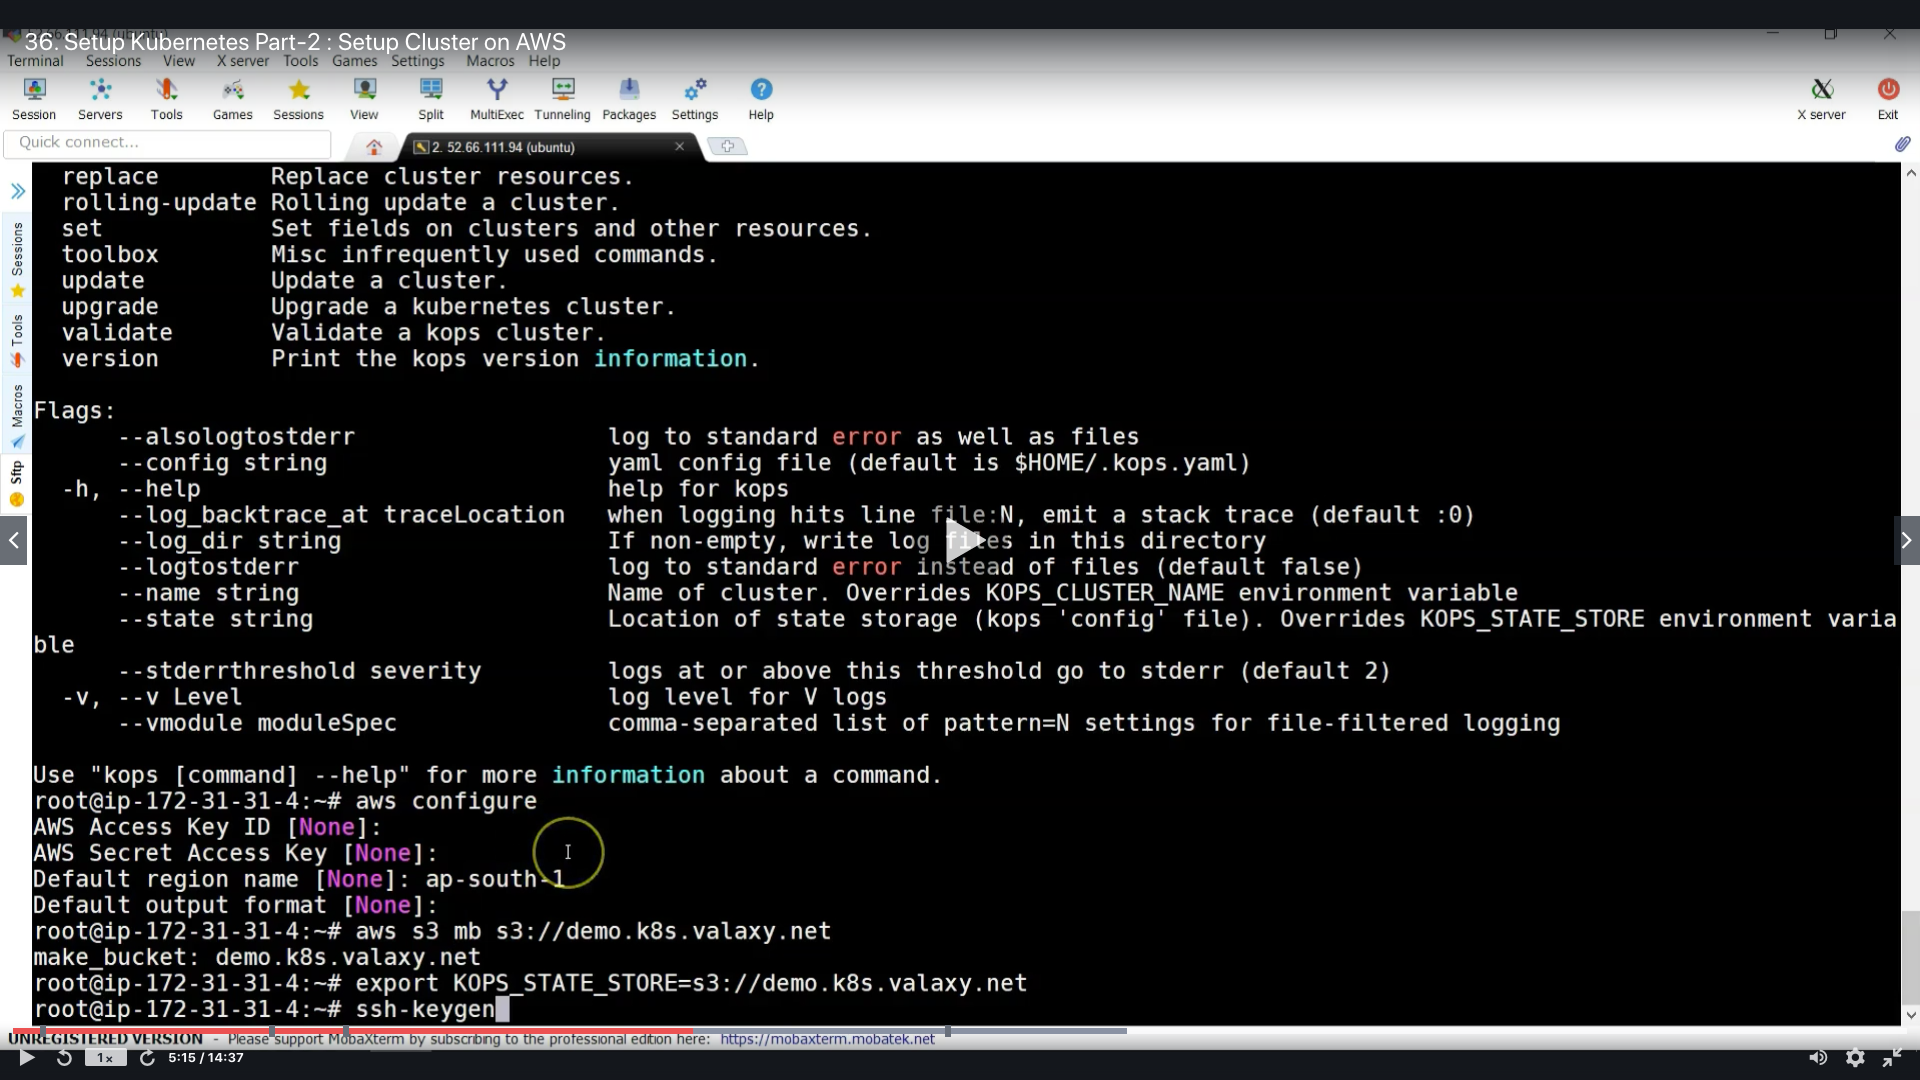 36. Setup Kubernetes Part-2 : Setup Cluster on AWS
Terminal Sessions View X server Tools Games Settings Macros Help
Session Servers Tools Games Sessions View Split MultiExec Tunneling Packages Settings Help X server Exit
Quick connect... 2. 52.66.111.94 (ubuntu)
Sessions
Tools
Macros
Sftp
replace Replace cluster resources.
rolling-update Rolling update a cluster.
set Set fields on clusters and other resources.
toolbox Misc infrequently used commands.
update Update a cluster.
upgrade Upgrade a kubernetes cluster.
validate Validate a kops cluster.
version Print the kops version information.
Flags:
--alsologtostderr log to standard error as well as files
--config string yaml config file (default is $HOME/.kops.yaml)
-h, --help help for kops
--log_backtrace_at traceLocation when logging hits line file:N, emit a stack trace (default :0)
--log_dir string If non-empty, write log files in this directory
--logtostderr log to standard error instead of files (default false)
--name string Name of cluster. Overrides KOPS_CLUSTER_NAME environment variable
--state string Location of state storage (kops 'config' file). Overrides KOPS_STATE_STORE environment varia
ble
--stderrthreshold severity logs at or above this threshold go to stderr (default 2)
-v, --v Level log level for V logs
--vmodule moduleSpec comma-separated list of pattern=N settings for file-filtered logging
Use "kops [command] --help" for more information about a command.
root@ip-172-31-31-4:~# aws configure
AWS Access Key ID [None]:
AWS Secret Access Key [None]:
Default region name [None]: ap-south-1
Default output format [None]:
root@ip-172-31-31-4:~# aws s3 mb s3://demo.k8s.valaxy.net
make_bucket: demo.k8s.valaxy.net
root@ip-172-31-31-4:~# export KOPS_STATE_STORE=s3://demo.k8s.valaxy.net
root@ip-172-31-31-4:~# ssh-keygen
UNREGISTERED VERSION - Please support MobaXterm by subscribing to the professional edition here: https://mobaxterm.mobatek.net
1x 5:15 / 14:37